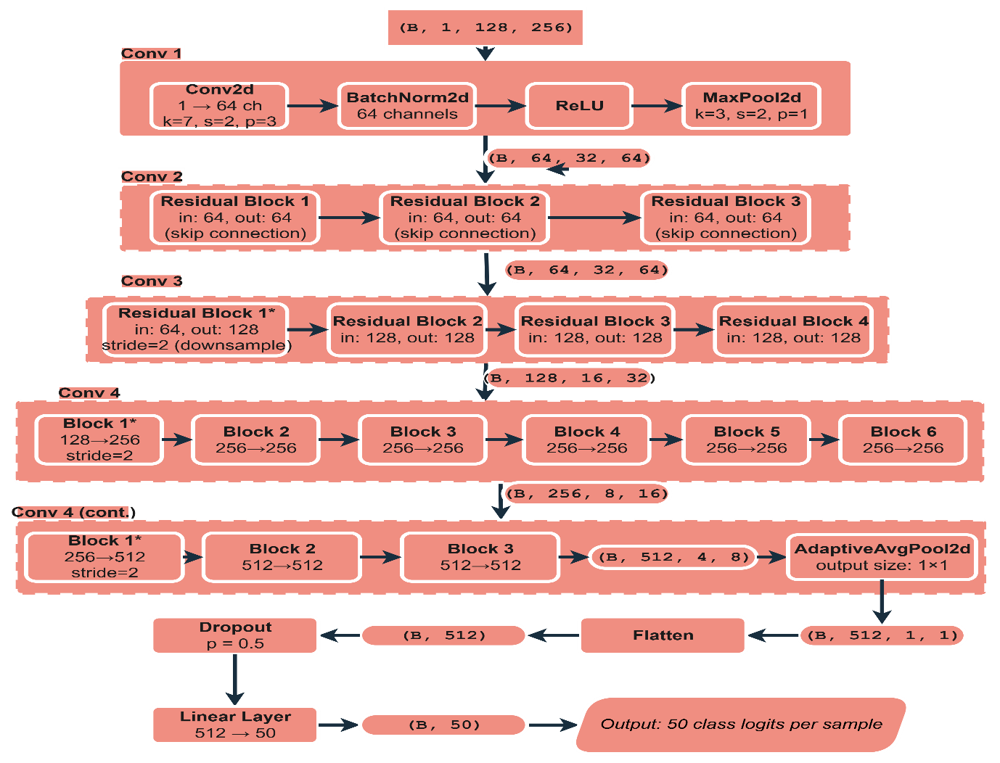 (B, 1, 128, 256)
Conv 1
Conv2d
1 → 64 ch
k=7, s=2, p=3
BatchNorm2d
64 channels
ReLU
MaxPool2d
k=3, s=2, p=1
(B, 64, 32, 64)
Conv 2
Residual Block 1
in: 64, out: 64
(skip connection)
Residual Block 2
in: 64, out: 64
(skip connection)
Residual Block 3
in: 64, out: 64
(skip connection)
(B, 64, 32, 64)
Conv 3
Residual Block 1*
in: 64, out: 128
stride=2 (downsample)
Residual Block 2
in: 128, out: 128
Residual Block 3
in: 128, out: 128
Residual Block 4
in: 128, out: 128
(B, 128, 16, 32)
Conv 4
Block 1*
128→256
stride=2
Block 2
256→256
Block 3
256→256
Block 4
256→256
Block 5
256→256
Block 6
256→256
(B, 256, 8, 16)
Conv 4 (cont.)
Block 1*
256→512
stride=2
Block 2
512→512
Block 3
512→512
(B, 512, 4, 8)
AdaptiveAvgPool2d
output size: 1×1
(B, 512, 1, 1)
Flatten
(B, 512)
Dropout
p = 0.5
Linear Layer
512 → 50
(B, 50)
Output: 50 class logits per sample